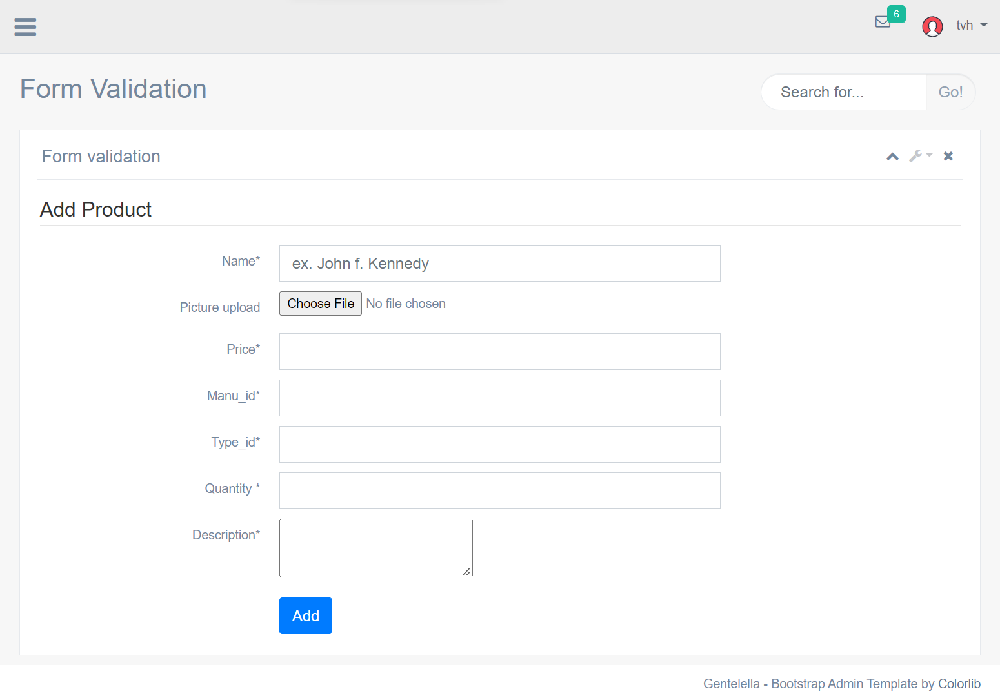 6
tvh
Form Validation
Search for...
Go!
Form validation
Add Product
Name*
ex. John f. Kennedy
Picture upload
Choose File No file chosen
Price*
Manu_id*
Type_id*
Quantity *
Description*
Add
Gentelella - Bootstrap Admin Template by Colorlib